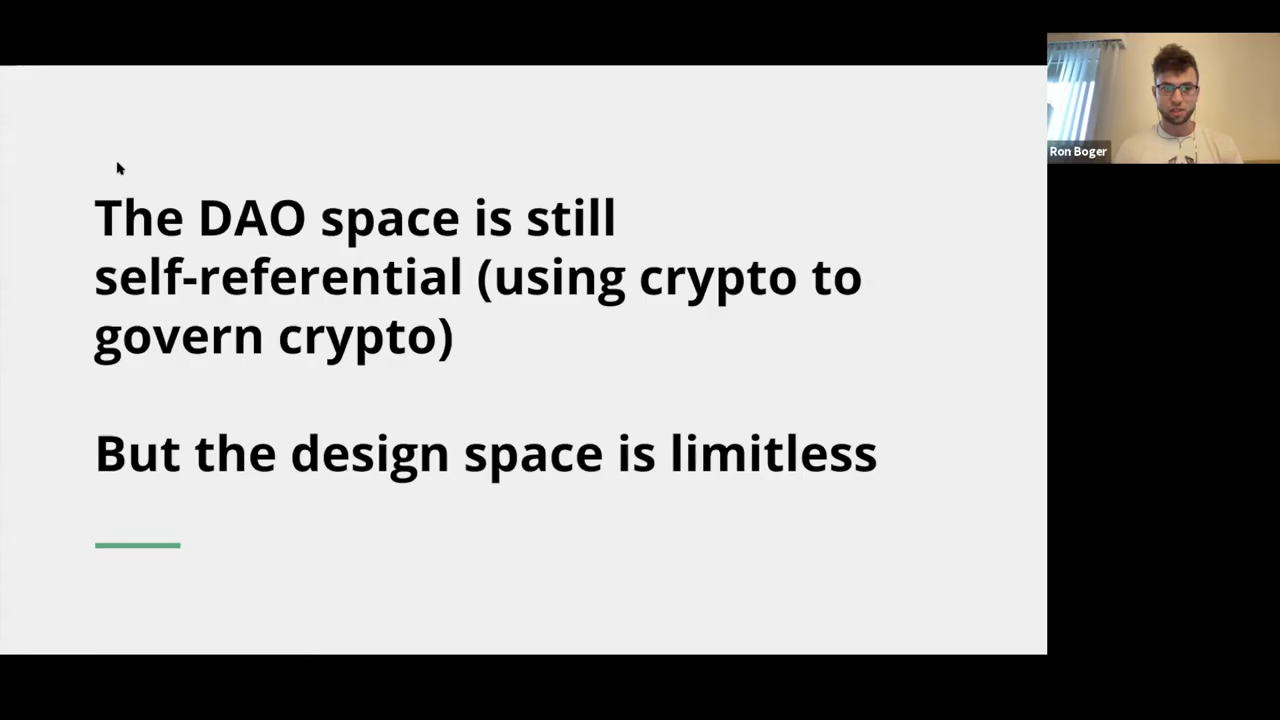 The DAO space is still
self-referential (using crypto to
govern crypto)
But the design space is limitless
Ron Boger